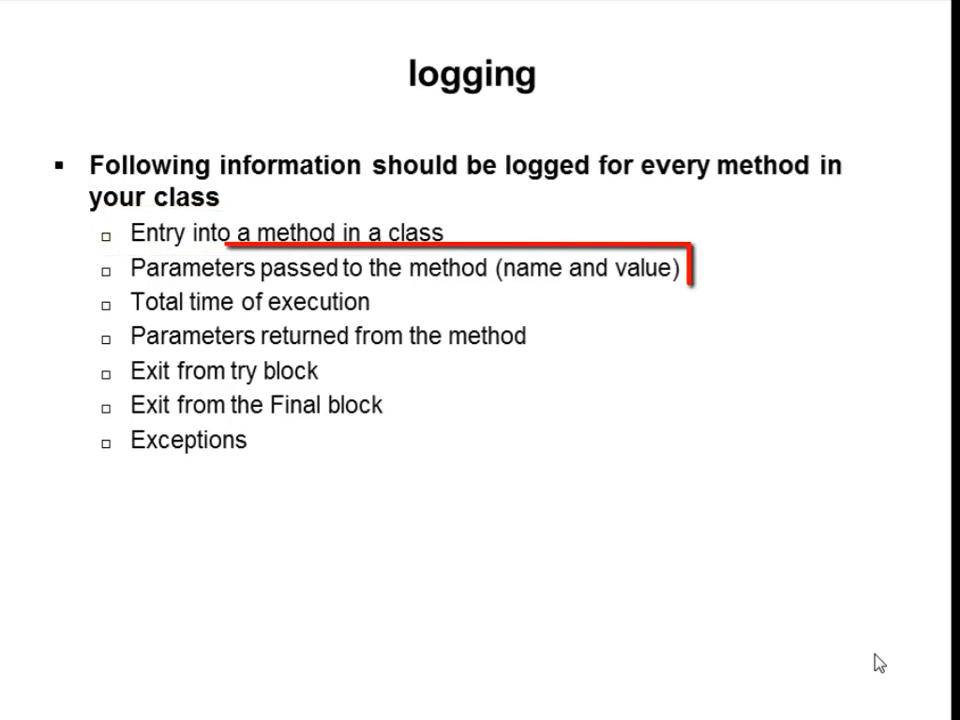 logging
Following information should be logged for every method in
your class
Entry into a method in a class
Parameters passed to the method (name and value)
Total time of execution
Parameters returned from the method
Exit from try block
Exit from the Final block
Exceptions